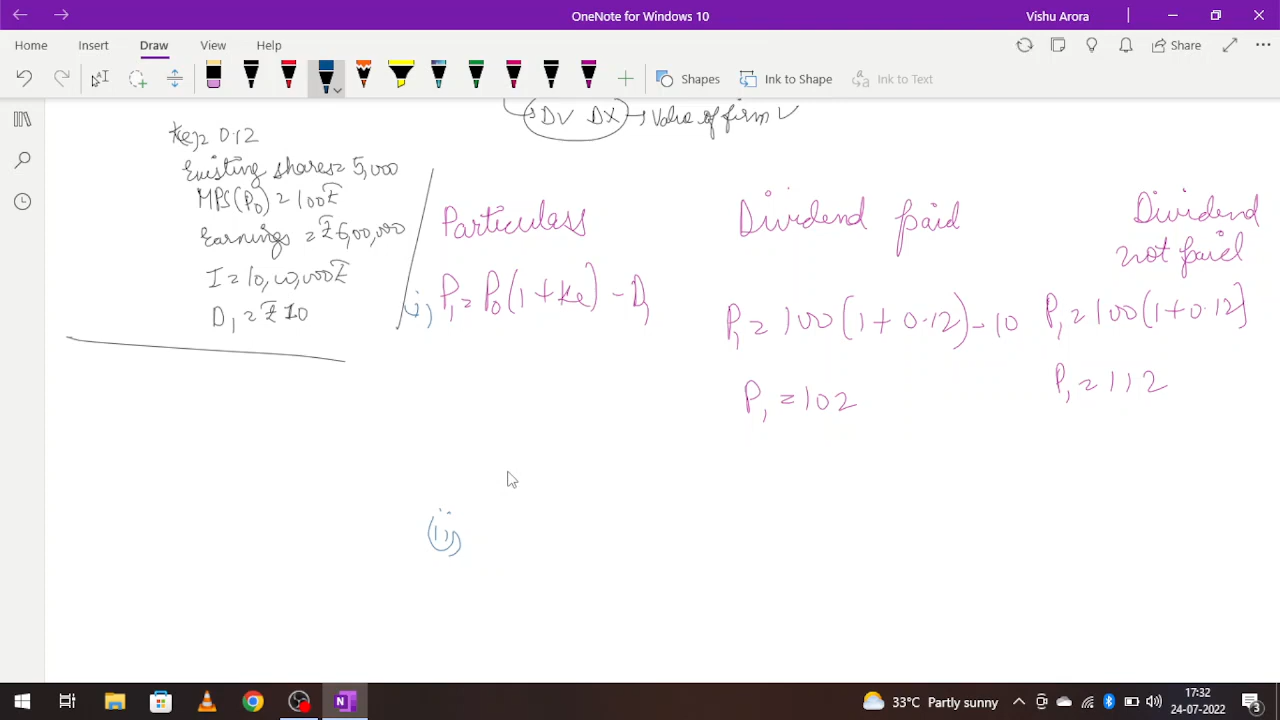 OneNote for Windows 10
Vishu Arora
Home Insert Draw View Help
Share
Shapes
Ink to Shape
Ink to Text
DV DX → Value of firm ✓
Ke = 0.12
Existing shares = 5,000
MPS(P0) = 100₹
Earnings = ₹6,00,000
I = 10,00,000₹
D1 = ₹10
Particulars Dividend paid Dividend not paid
(i) P1 = P0(1+Ke) - D1
P1 = 100(1+0.12) - 10
P1 = 102
P1 = 100(1+0.12)
P1 = 112
(ii)
33°C Partly sunny
17:32
24-07-2022
3